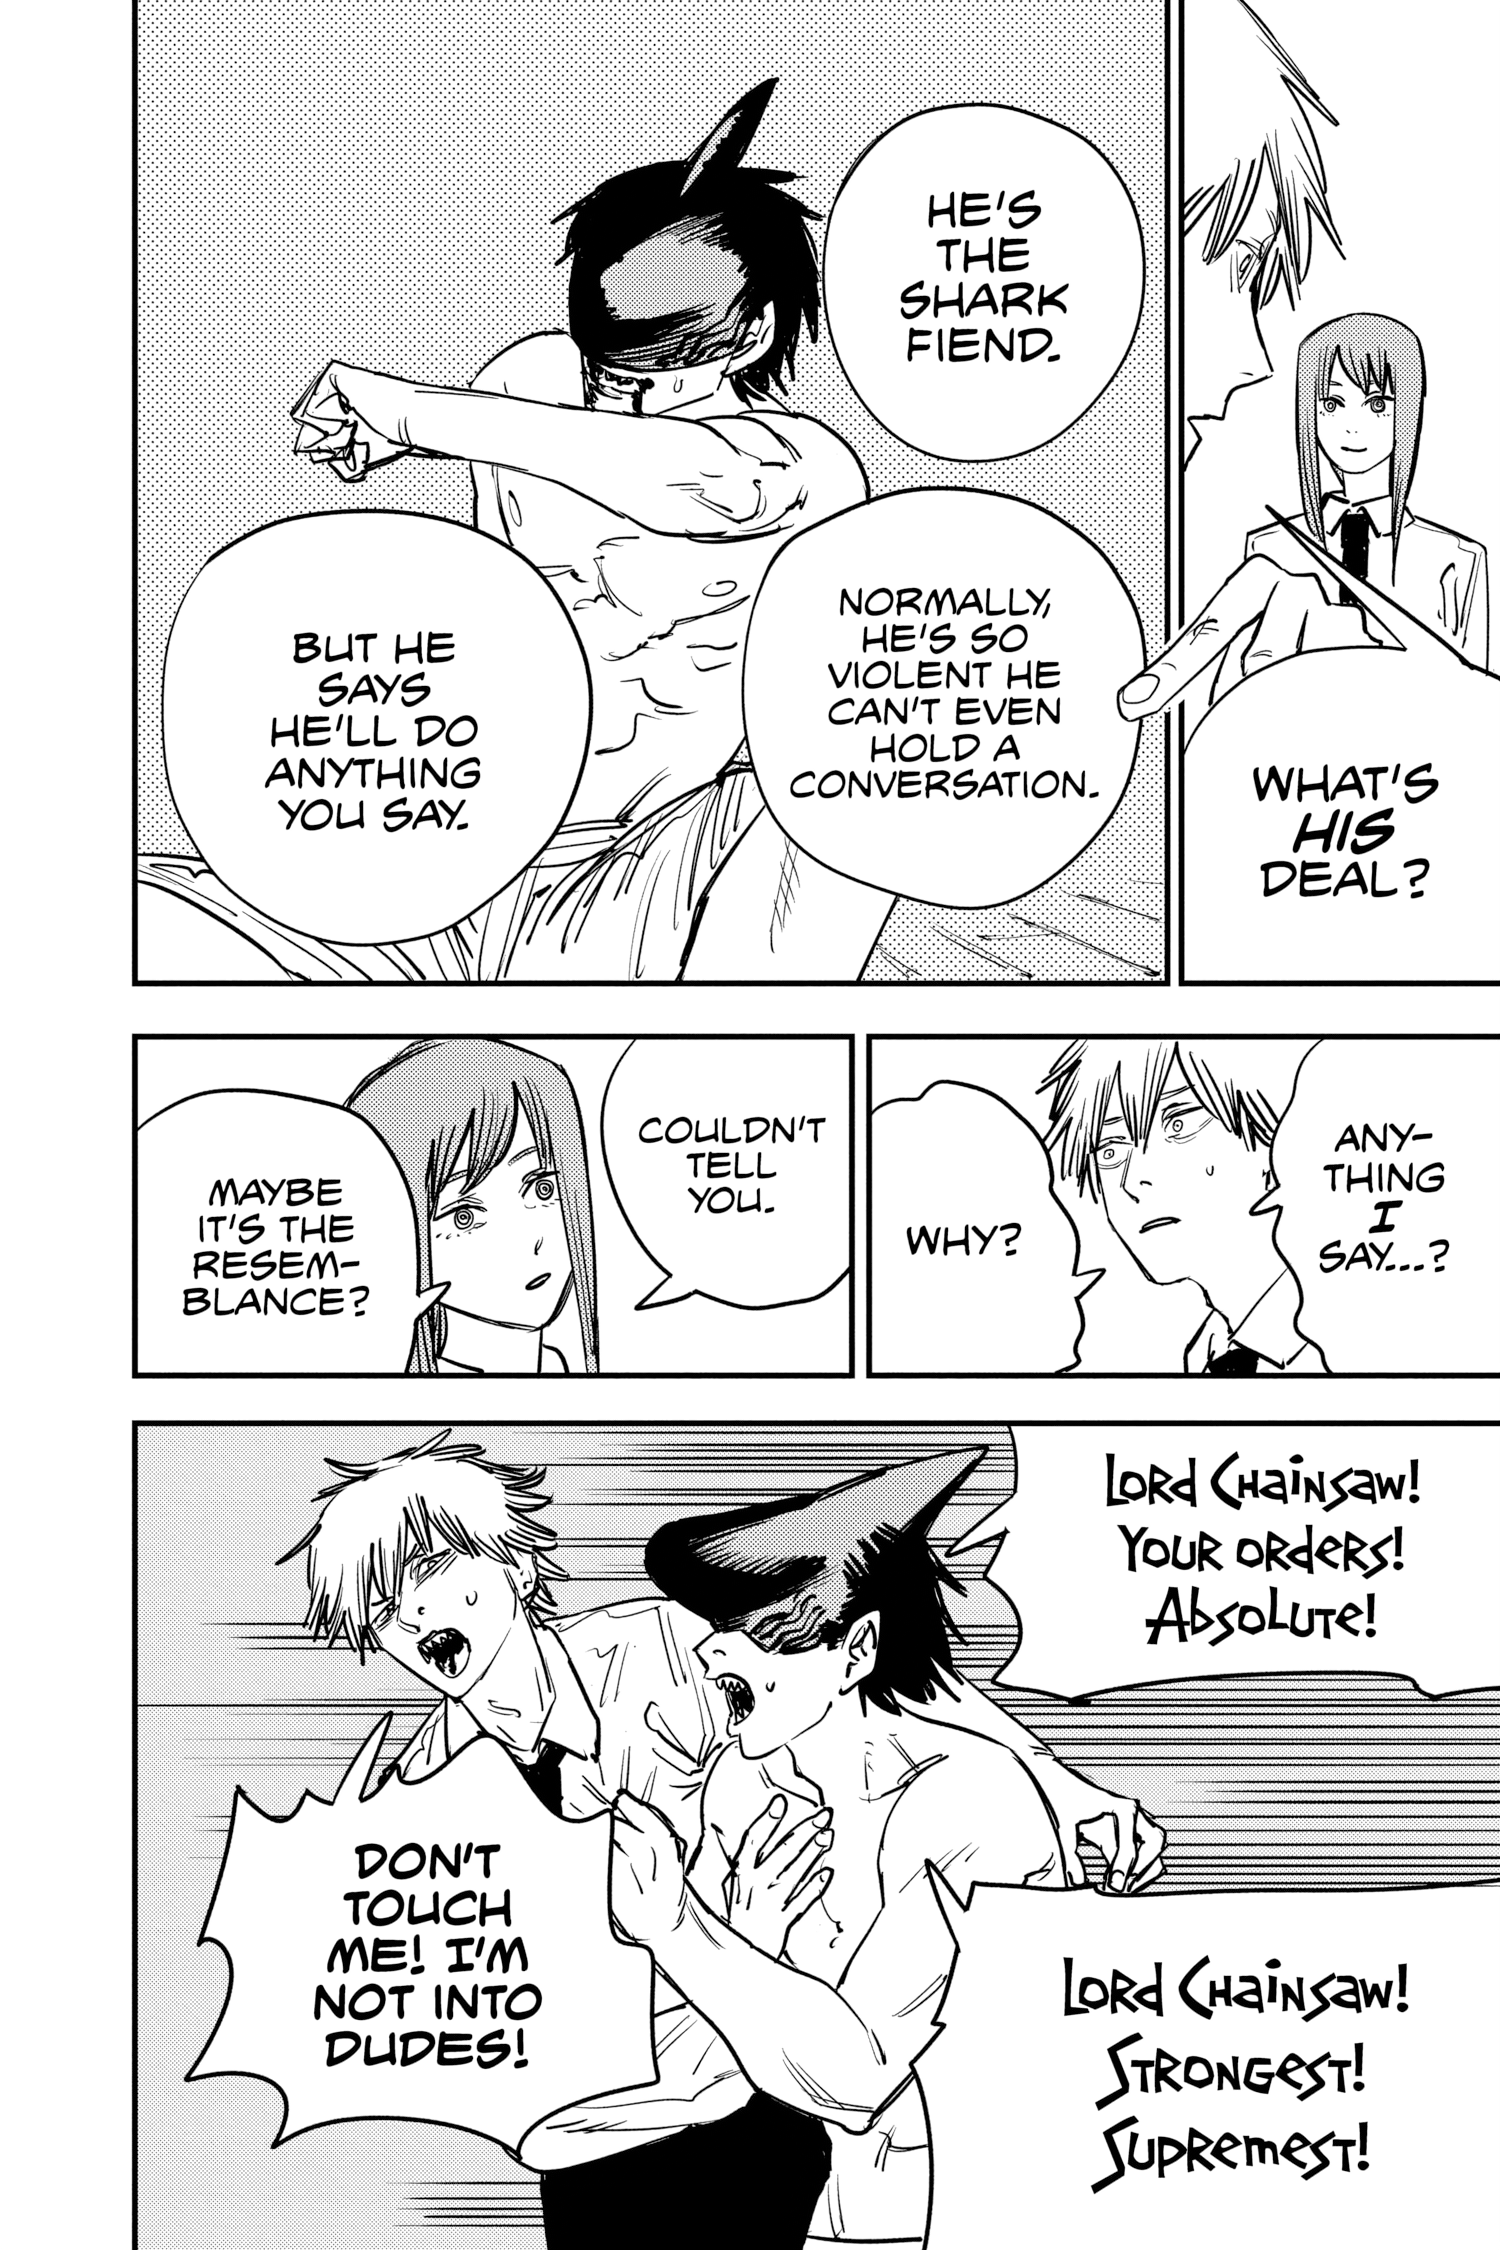 WHAT'S
HIS
DEAL?
HE'S
THE
SHARK
FIEND.
NORMALLY,
HE'S SO
VIOLENT HE
CAN'T EVEN
HOLD A
CONVERSATION.
BUT HE
SAYS
HE'LL DO
ANYTHING
YOU SAY.
ANY-
THING
I
SAY...?
WHY?
COULDN'T
TELL
YOU.
MAYBE
IT'S THE
RESEM-
BLANCE?
LORD CHAINSAW!
YOUR ORDERS!
ABSOLUTE!
LORD CHAINSAW!
STRONGEST!
SUPREMEST!
DON'T
TOUCH
ME! I'M
NOT INTO
DUDES!